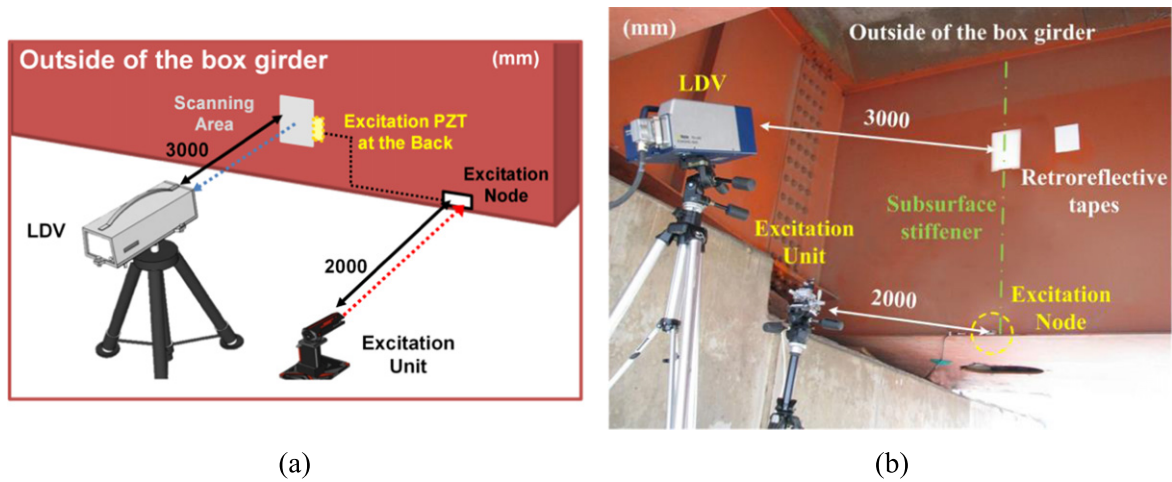 Outside of the box girder
(mm)
Scanning
Area
Excitation PZT
at the Back
3000
Excitation
Node
LDV
2000
Excitation
Unit
(a)
(mm)
Outside of the box girder
LDV
3000
Retroreflective
tapes
Subsurface
stiffener
Excitation
Unit
2000
Excitation
Node
(b)